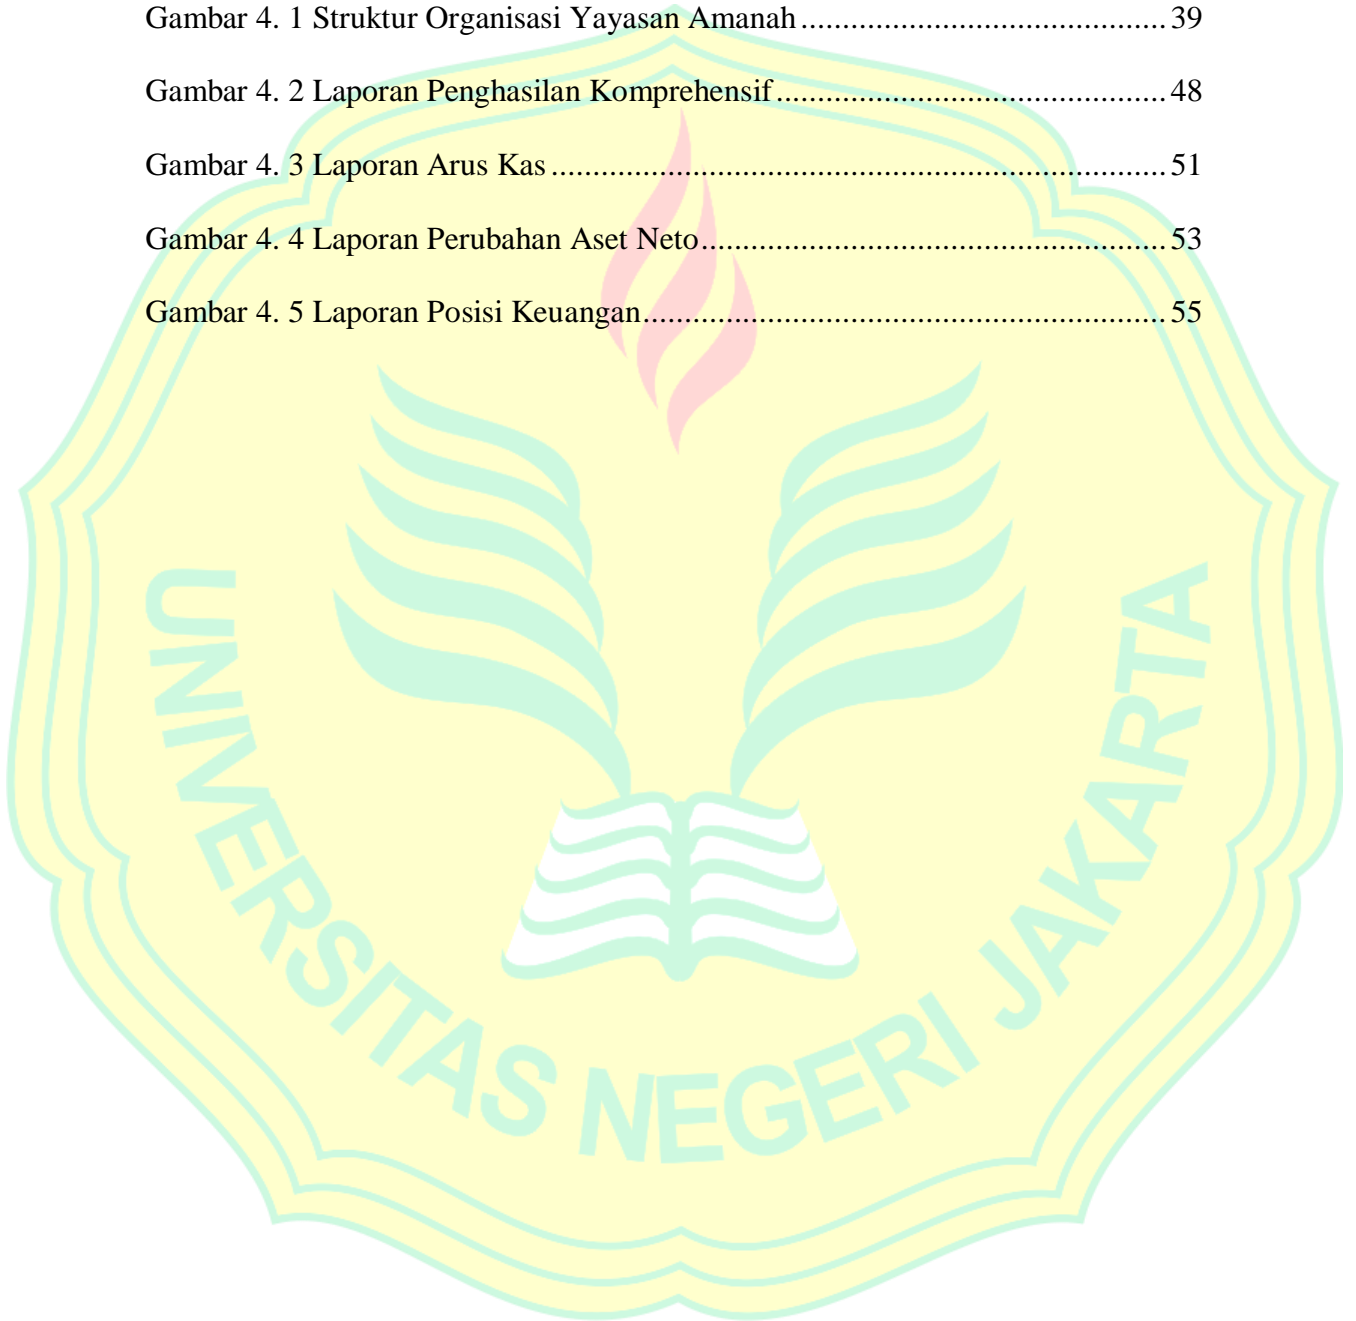 Gambar 4. 1 Struktur Organisasi Yayasan Amanah ............................................ 39
Gambar 4. 2 Laporan Penghasilan Komprehensif ............................................... 48
Gambar 4. 3 Laporan Arus Kas .......................................................................... 51
Gambar 4. 4 Laporan Perubahan Aset Neto ........................................................ 53
Gambar 4. 5 Laporan Posisi Keuangan ............................................................... 55
UNIVERSITAS NEGERI JAKARTA